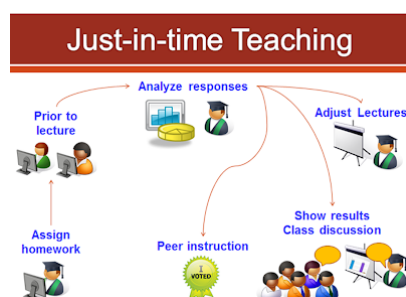 Just-in-time Teaching
Analyze responses
Prior to
lecture
Adjust Lectures
Assign
homework
Peer instruction
Show results
Class discussion
I
VOTED